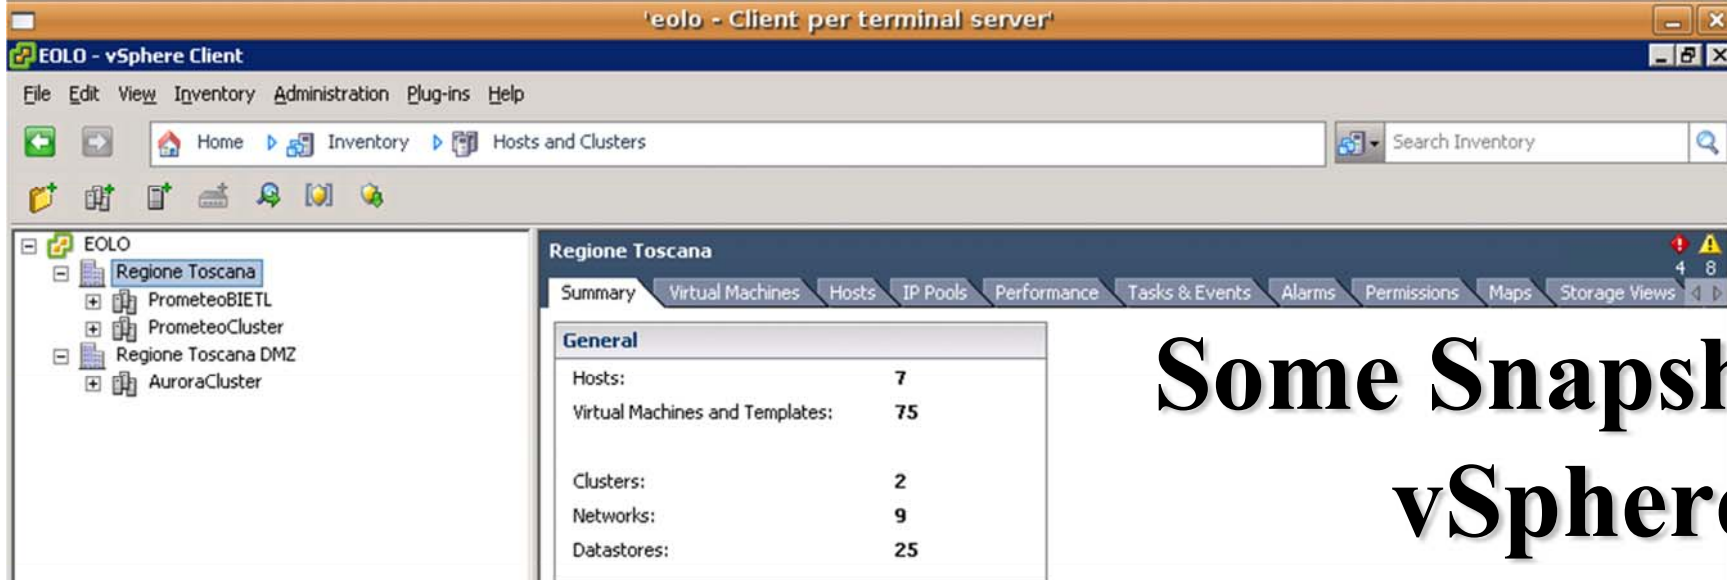 'eolo - Client per terminal server'
EOLO - vSphere Client
File Edit View Inventory Administration Plug-ins Help
Home Inventory Hosts and Clusters Search Inventory
EOLO
Regione Toscana
PrometeoBIETL
PrometeoCluster
Regione Toscana DMZ
AuroraCluster
Regione Toscana
4 8
Summary Virtual Machines Hosts IP Pools Performance Tasks & Events Alarms Permissions Maps Storage Views
General
Hosts: 7
Virtual Machines and Templates: 75
Clusters: 2
Networks: 9
Datastores: 25
Some Snapsh
vSphere